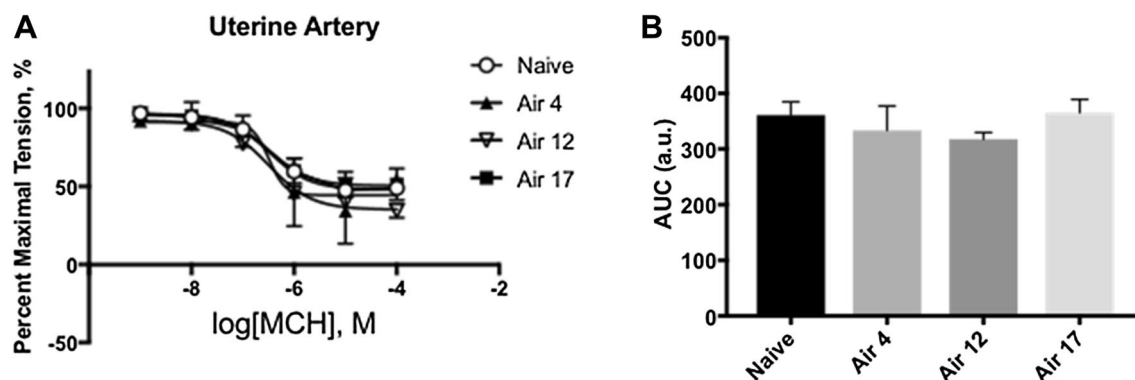 A
Uterine Artery
Percent Maximal Tension, %
100
50
0
-50
-8
-6
-4
-2
log[MCH], M
Naive
Air 4
Air 12
Air 17
B
AUC (a.u.)
500
400
300
200
100
0
Naive
Air 4
Air 12
Air 17